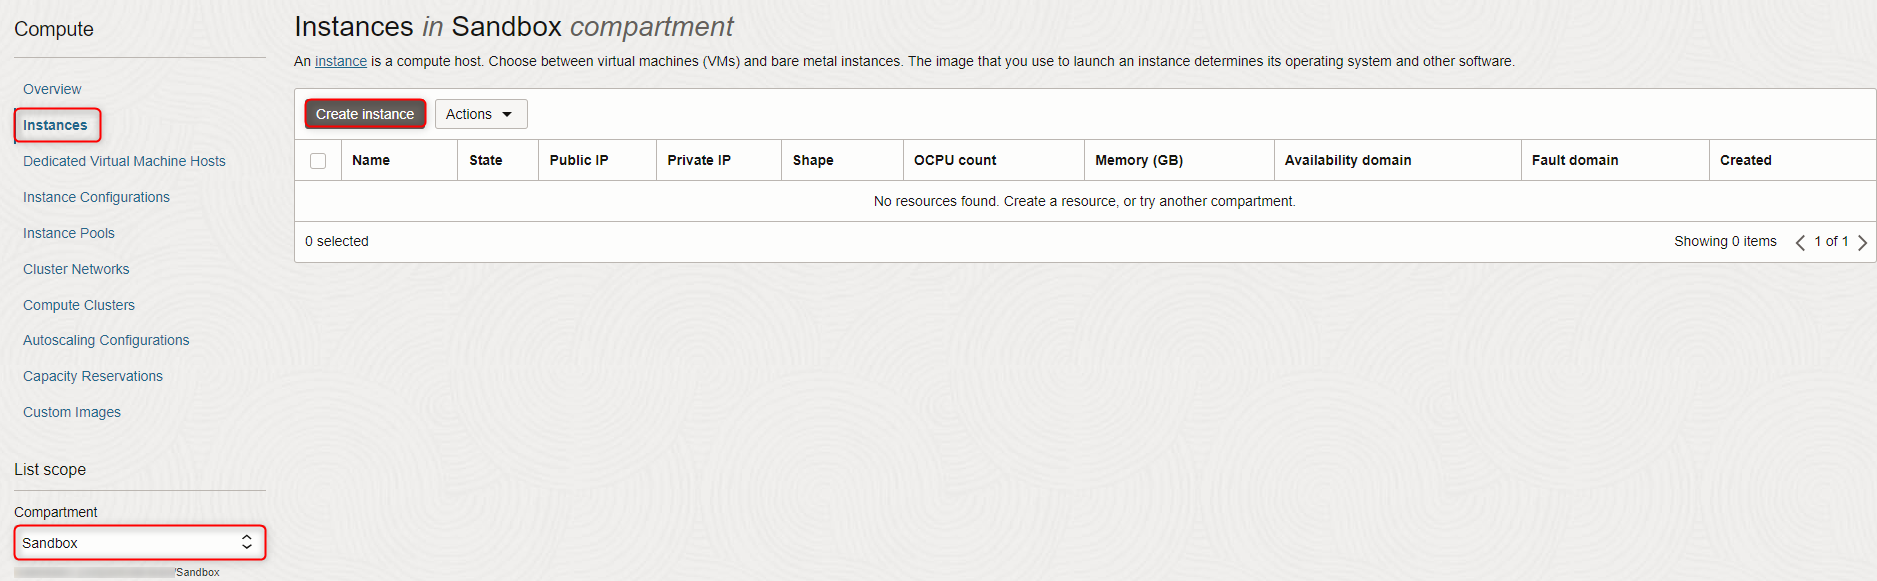 Compute
Overview
Instances
Dedicated Virtual Machine Hosts
Instance Configurations
Instance Pools
Cluster Networks
Compute Clusters
Autoscaling Configurations
Capacity Reservations
Custom Images
List scope
Compartment
Sandbox
/Sandbox
Instances in Sandbox compartment
An instance is a compute host. Choose between virtual machines (VMs) and bare metal instances. The image that you use to launch an instance determines its operating system and other software.
Create instance Actions
Name State Public IP Private IP Shape OCPU count Memory (GB) Availability domain Fault domain Created
No resources found. Create a resource, or try another compartment.
0 selected Showing 0 items 1 of 1